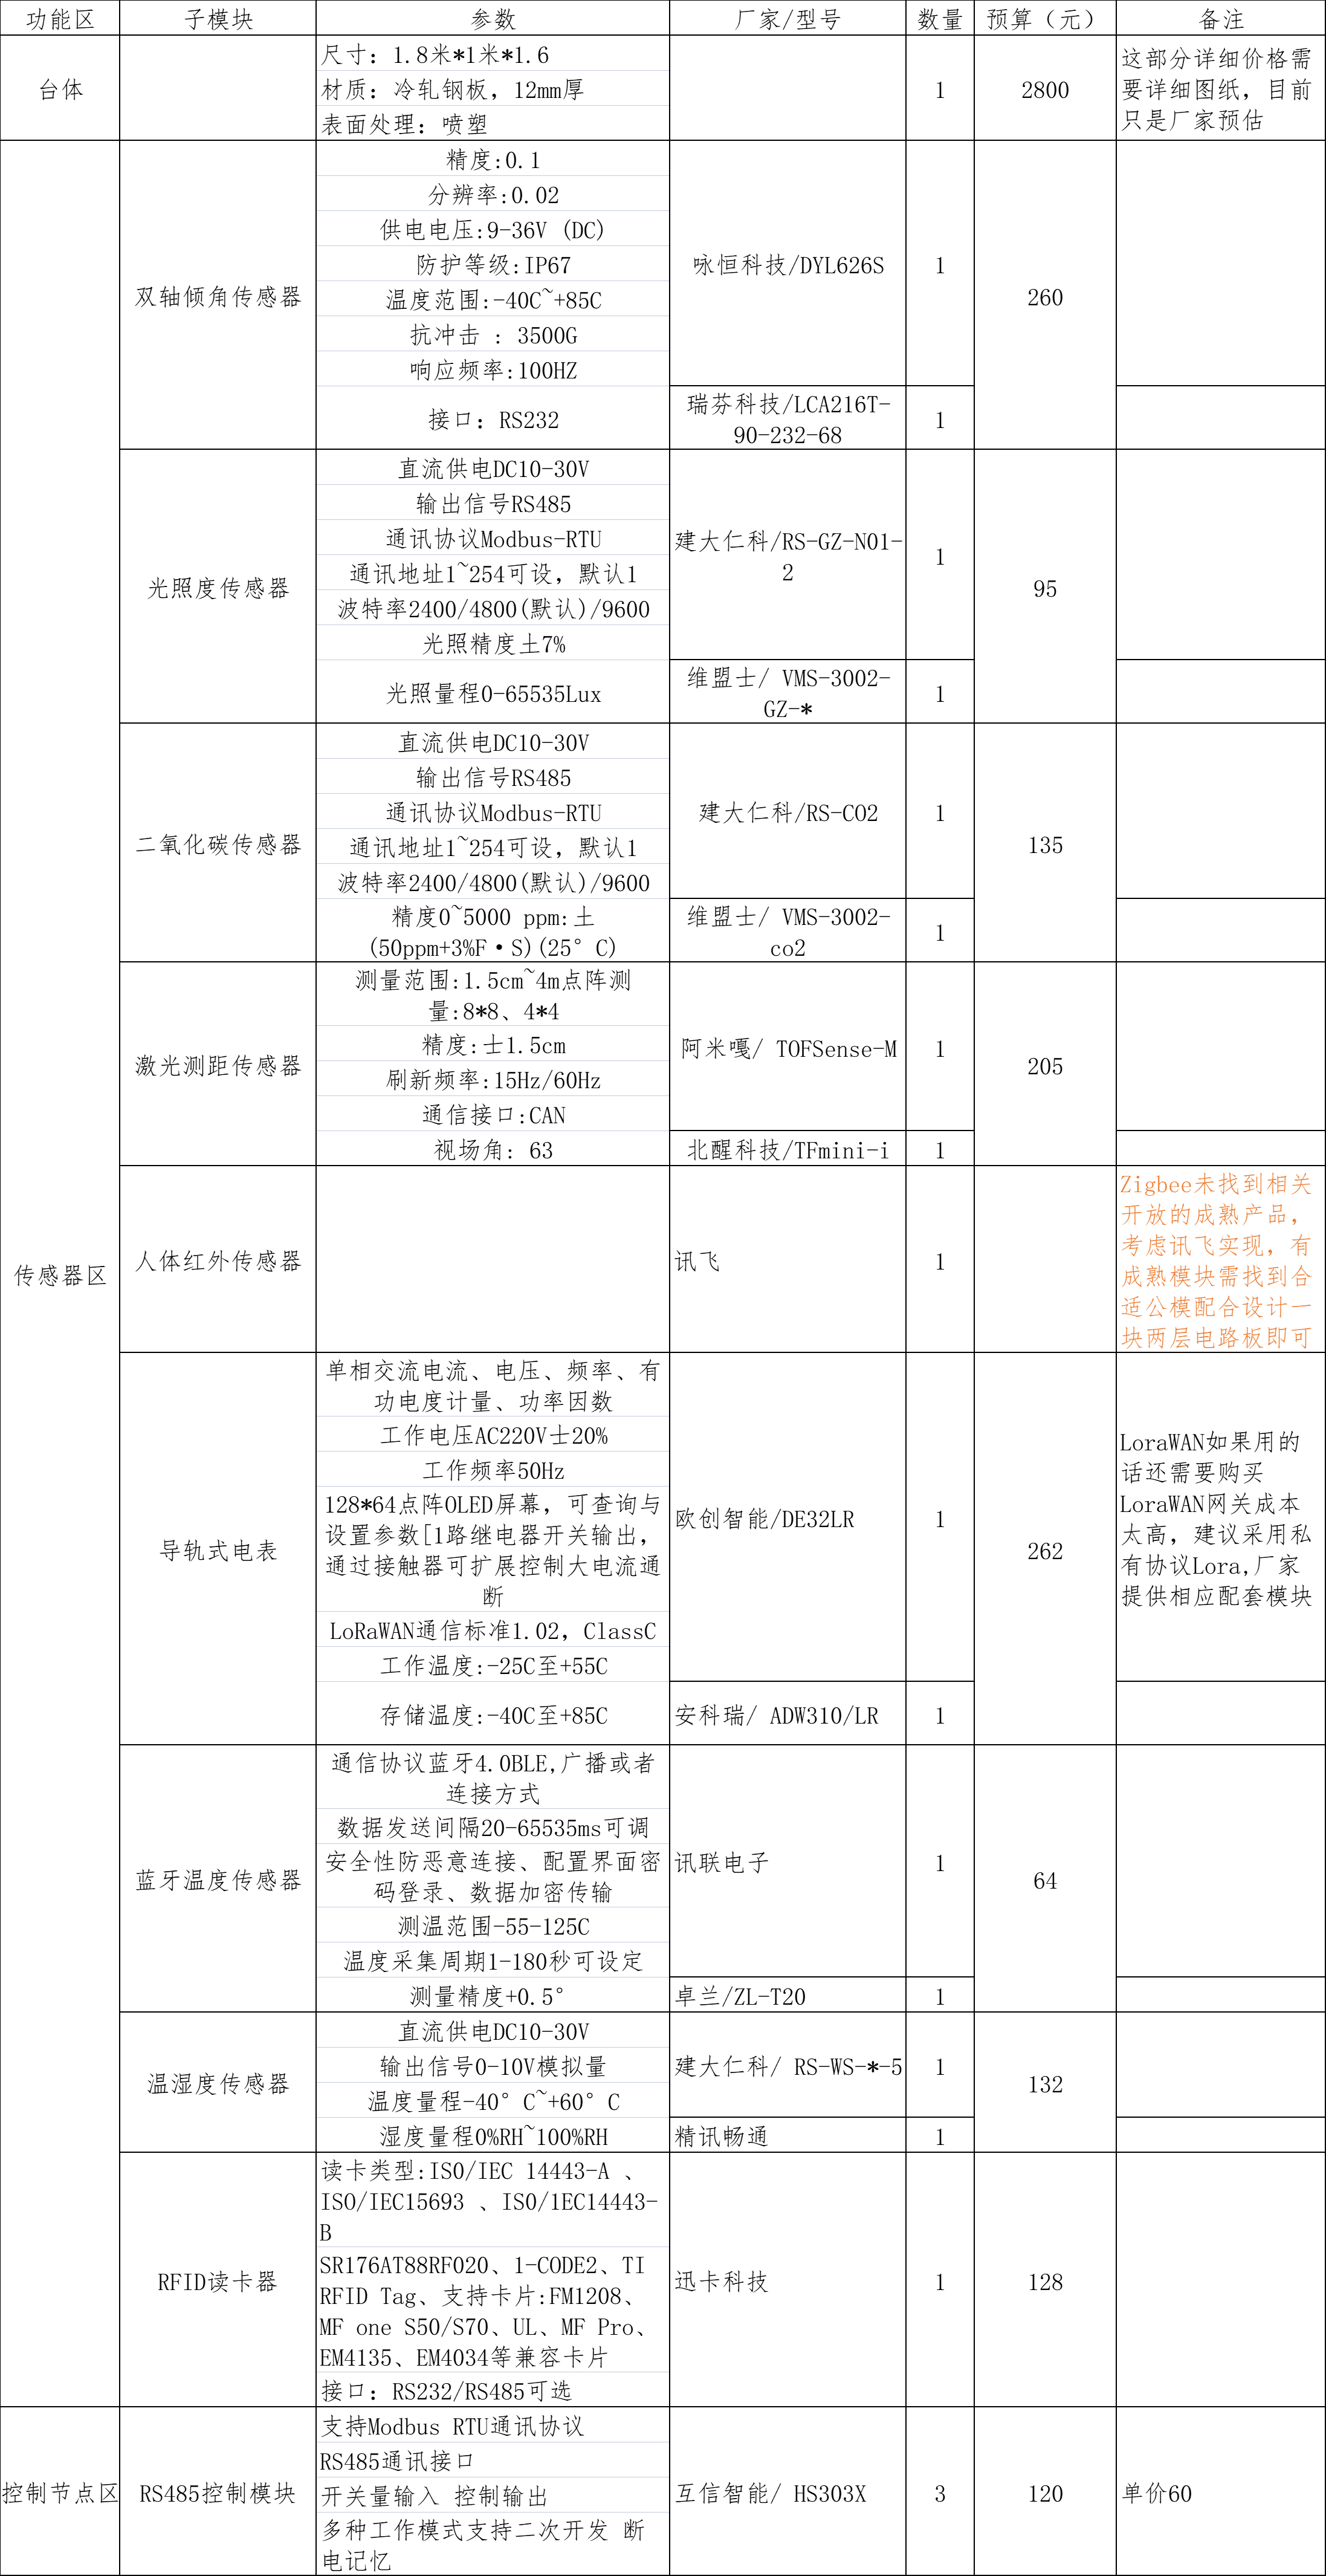 功能区 子模块 参数 厂家/型号 数量 预算（元） 备注
台体
尺寸：1.8米*1米*1.6
材质：冷轧钢板，12mm厚
表面处理：喷塑
1
2800
这部分详细价格需
要详细图纸，目前
只是厂家预估
传感器区
双轴倾角传感器
精度:0.1
分辨率:0.02
供电电压:9-36V (DC)
防护等级:IP67
温度范围:-40C~+85C
抗冲击 : 3500G
响应频率:100HZ
接口：RS232
咏恒科技/DYL626S
1
瑞芬科技/LCA216T-
90-232-68
1
260
光照度传感器
直流供电DC10-30V
输出信号RS485
通讯协议Modbus-RTU
通讯地址1~254可设，默认1
波特率2400/4800(默认)/9600
光照精度土7%
光照量程0-65535Lux
建大仁科/RS-GZ-N01-
2
1
维盟士/ VMS-3002-
GZ-*
1
95
二氧化碳传感器
直流供电DC10-30V
输出信号RS485
通讯协议Modbus-RTU
通讯地址1~254可设，默认1
波特率2400/4800(默认)/9600
精度0~5000 ppm:土
(50ppm+3%F·S)(25°C)
建大仁科/RS-CO2
1
维盟士/ VMS-3002-
co2
1
135
激光测距传感器
测量范围:1.5cm~4m点阵测
量:8*8、4*4
精度:士1.5cm
刷新频率:15Hz/60Hz
通信接口:CAN
视场角: 63
阿米嘎/ TOFSense-M
1
北醒科技/TFmini-i
1
205
人体红外传感器
讯飞
1
Zigbee未找到相关
开放的成熟产品，
考虑讯飞实现，有
成熟模块需找到合
适公模配合设计一
块两层电路板即可
导轨式电表
单相交流电流、电压、频率、有
功电度计量、功率因数
工作电压AC220V士20%
工作频率50Hz
128*64点阵OLED屏幕，可查询与
设置参数[1路继电器开关输出，
通过接触器可扩展控制大电流通
断
LoRaWAN通信标准1.02，ClassC
工作温度:-25C至+55C
存储温度:-40C至+85C
欧创智能/DE32LR
1
安科瑞/ ADW310/LR
1
262
LoraWAN如果用的
话还需要购买
LoraWAN网关成本
太高，建议采用私
有协议Lora,厂家
提供相应配套模块
蓝牙温度传感器
通信协议蓝牙4.0BLE,广播或者
连接方式
数据发送间隔20-65535ms可调
安全性防恶意连接、配置界面密
码登录、数据加密传输
测温范围-55-125C
温度采集周期1-180秒可设定
测量精度+0.5°
讯联电子
1
卓兰/ZL-T20
1
64
温湿度传感器
直流供电DC10-30V
输出信号0-10V模拟量
温度量程-40°C~+60°C
湿度量程0%RH~100%RH
建大仁科/ RS-WS-*-5
1
精讯畅通
1
132
RFID读卡器
读卡类型:ISO/IEC 14443-A 、
ISO/IEC15693 、ISO/1EC14443-
B
SR176AT88RF020、1-CODE2、TI
RFID Tag、支持卡片:FM1208、
MF one S50/S70、UL、MF Pro、
EM4135、EM4034等兼容卡片
接口：RS232/RS485可选
迅卡科技
1
128
控制节点区
RS485控制模块
支持Modbus RTU通讯协议
RS485通讯接口
开关量输入 控制输出
多种工作模式支持二次开发 断
电记忆
互信智能/ HS303X
3
120
单价60